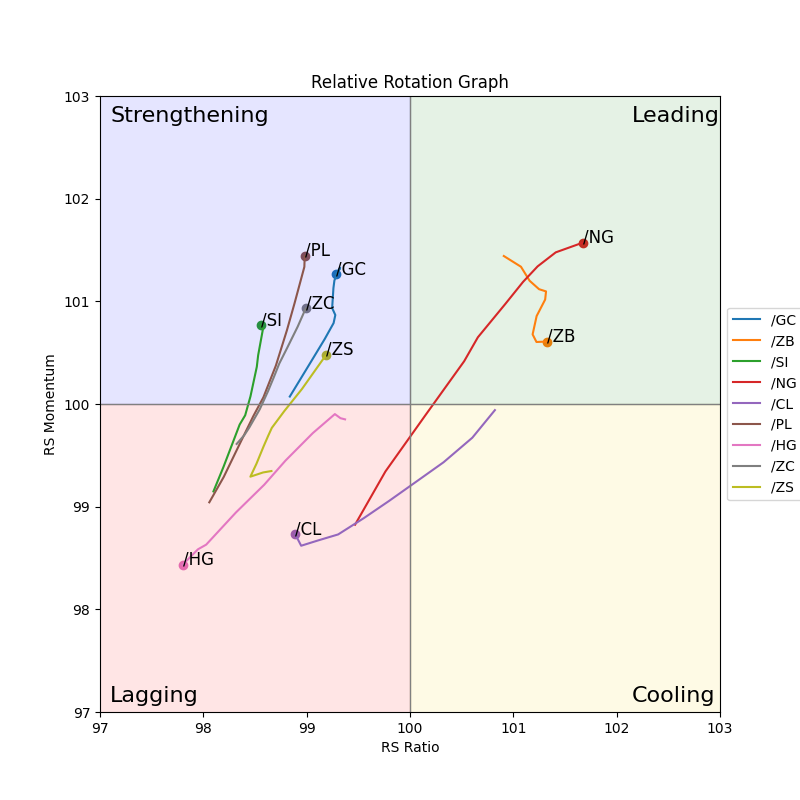 Relative Rotation Graph
103
Strengthening
Leading
102
/NG
/PL
/GC
101
/ZC
/SI
/ZB
/ZS
RS Momentum
100
99
/CL
/HG
98
Lagging
Cooling
97
97
98
99
100
101
102
103
RS Ratio
/GC
/ZB
/SI
/NG
/CL
/PL
/HG
/ZC
/ZS